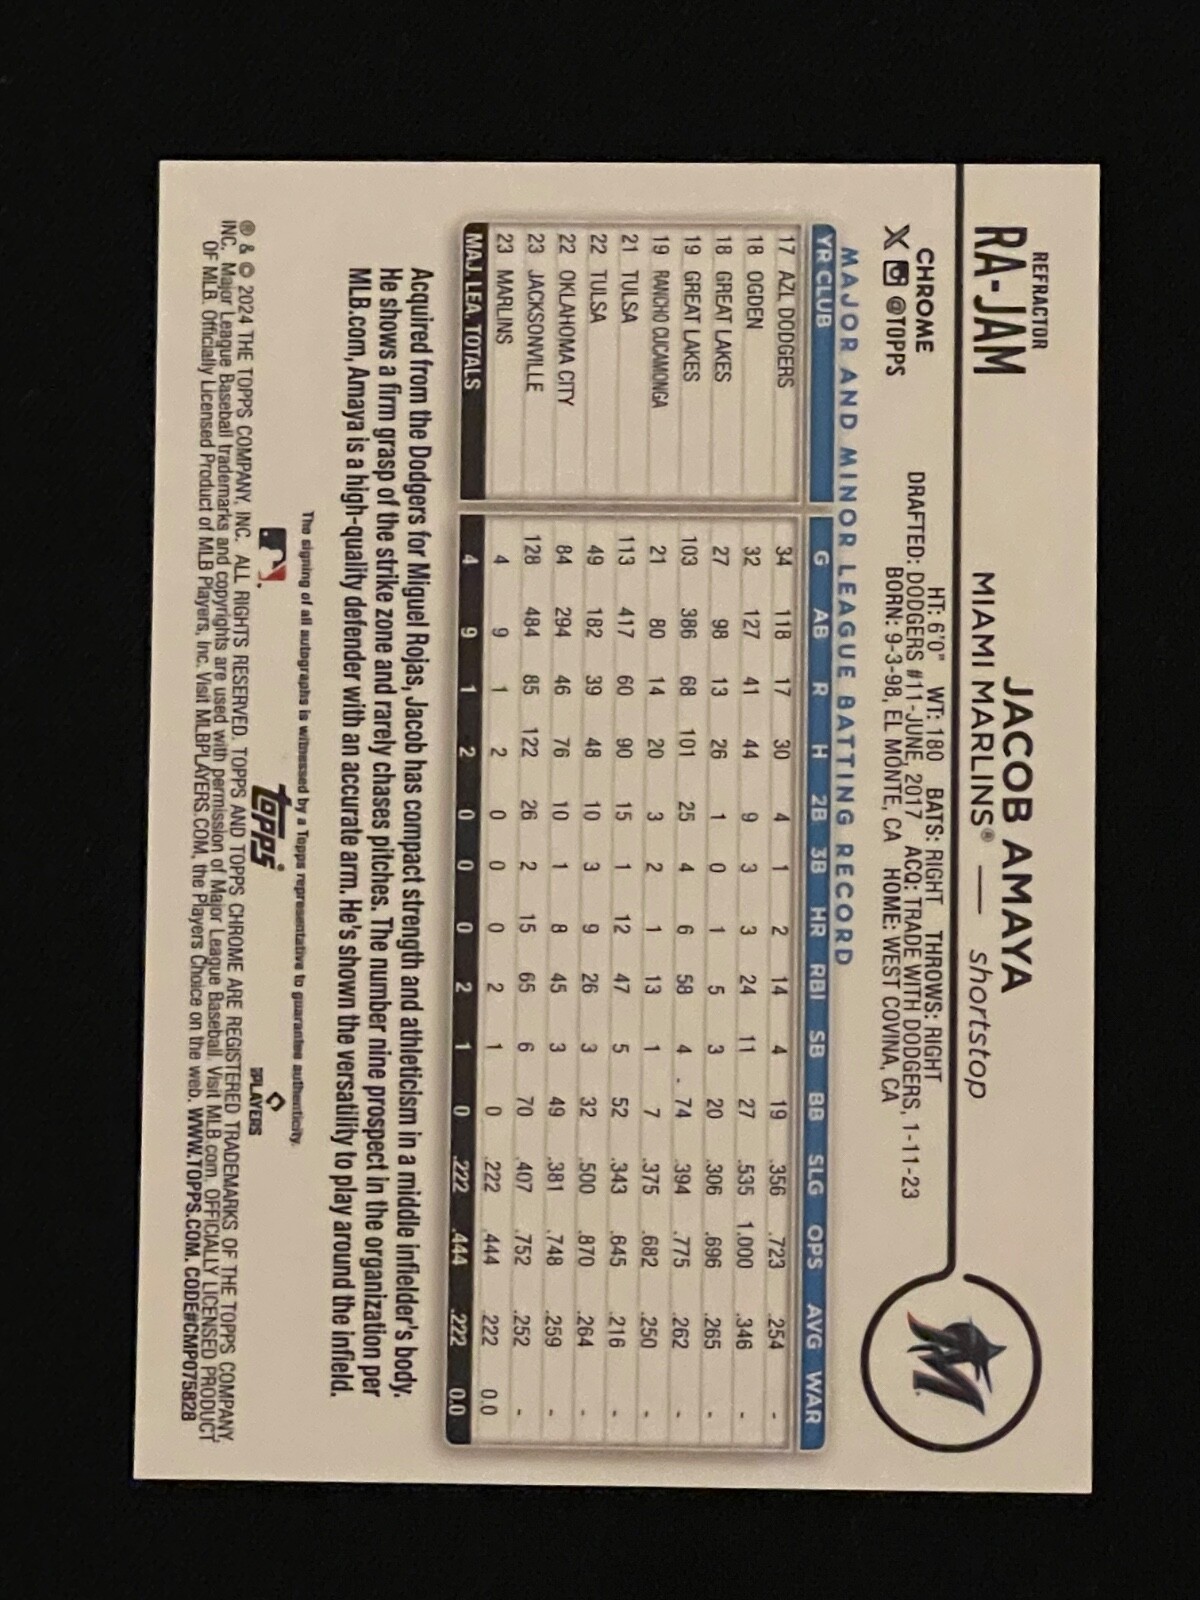 REFRACTOR
RA-JAM
JACOB AMAYA
MIAMI MARLINS® — shortstop
CHROME
X @TOPPS
HT: 6'0" WT: 180 BATS: RIGHT THROWS: RIGHT
DRAFTED: DODGERS #11-JUNE, 2017 ACQ: TRADE WITH DODGERS, 1-11-23
BORN: 9-3-98, EL MONTE, CA HOME: WEST COVINA, CA
M
MAJOR AND MINOR LEAGUE BATTING RECORD
YR CLUB G AB R H 2B 3B HR RBI SB BB SLG OPS AVG WAR
17 AZL DODGERS 34 118 17 30 4 1 2 14 4 19 .356 .723 .254 -
18 OGDEN 32 127 41 44 9 3 3 24 11 27 .535 1.000 .346 -
18 GREAT LAKES 27 98 13 26 1 0 1 5 3 20 .306 .696 .265 -
19 GREAT LAKES 103 386 68 101 25 4 6 58 4 74 .394 .775 .262 -
19 RANCHO CUCAMONGA 21 80 14 20 3 2 1 13 1 7 .375 .682 .250 -
21 TULSA 113 417 60 90 15 1 12 47 5 52 .343 .645 .216 -
22 TULSA 49 182 39 48 10 3 9 26 3 32 .500 .870 .264 -
22 OKLAHOMA CITY 84 294 46 76 10 1 8 45 3 49 .381 .748 .259 -
23 JACKSONVILLE 128 484 85 122 26 2 15 65 6 70 .407 .752 .252 -
23 MARLINS 4 9 1 2 0 0 0 2 1 0 .222 .444 .222 0.0
MAJ. LEA. TOTALS 4 9 1 2 0 0 0 2 1 0 .222 .444 .222 0.0
Acquired from the Dodgers for Miguel Rojas, Jacob has compact strength and athleticism in a middle infielder's body.
He shows a firm grasp of the strike zone and rarely chases pitches. The number nine prospect in the organization per
MLB.com, Amaya is a high-quality defender with an accurate arm. He's shown the versatility to play around the infield.
The signing of all autographs is witnessed by a Topps representative to guarantee authenticity.
topps
PLAYERS
® & © 2024 THE TOPPS COMPANY, INC. ALL RIGHTS RESERVED. TOPPS AND TOPPS CHROME ARE REGISTERED TRADEMARKS OF THE TOPPS COMPANY,
INC. Major League Baseball trademarks and copyrights are used with permission of Major League Baseball. Visit MLB.com. OFFICIALLY LICENSED PRODUCT
OF MLB. Officially Licensed Product of MLB Players, Inc. Visit MLBPLAYERS.COM, the Players Choice on the web. WWW.TOPPS.COM. CODE#CMP075828